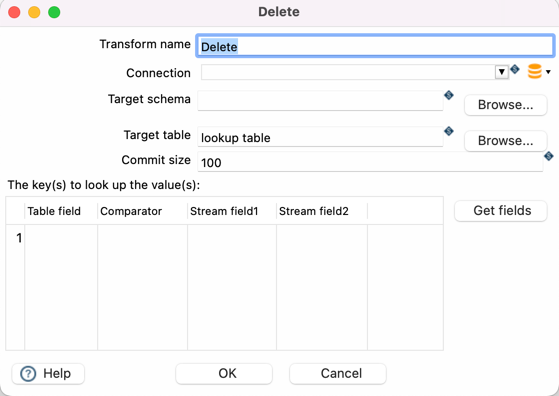 Delete
Transform name Delete
Connection
Target schema Browse...
Target table lookup table Browse...
Commit size 100
The key(s) to look up the value(s):
Table field Comparator Stream field1 Stream field2 Get fields
1
? Help OK Cancel